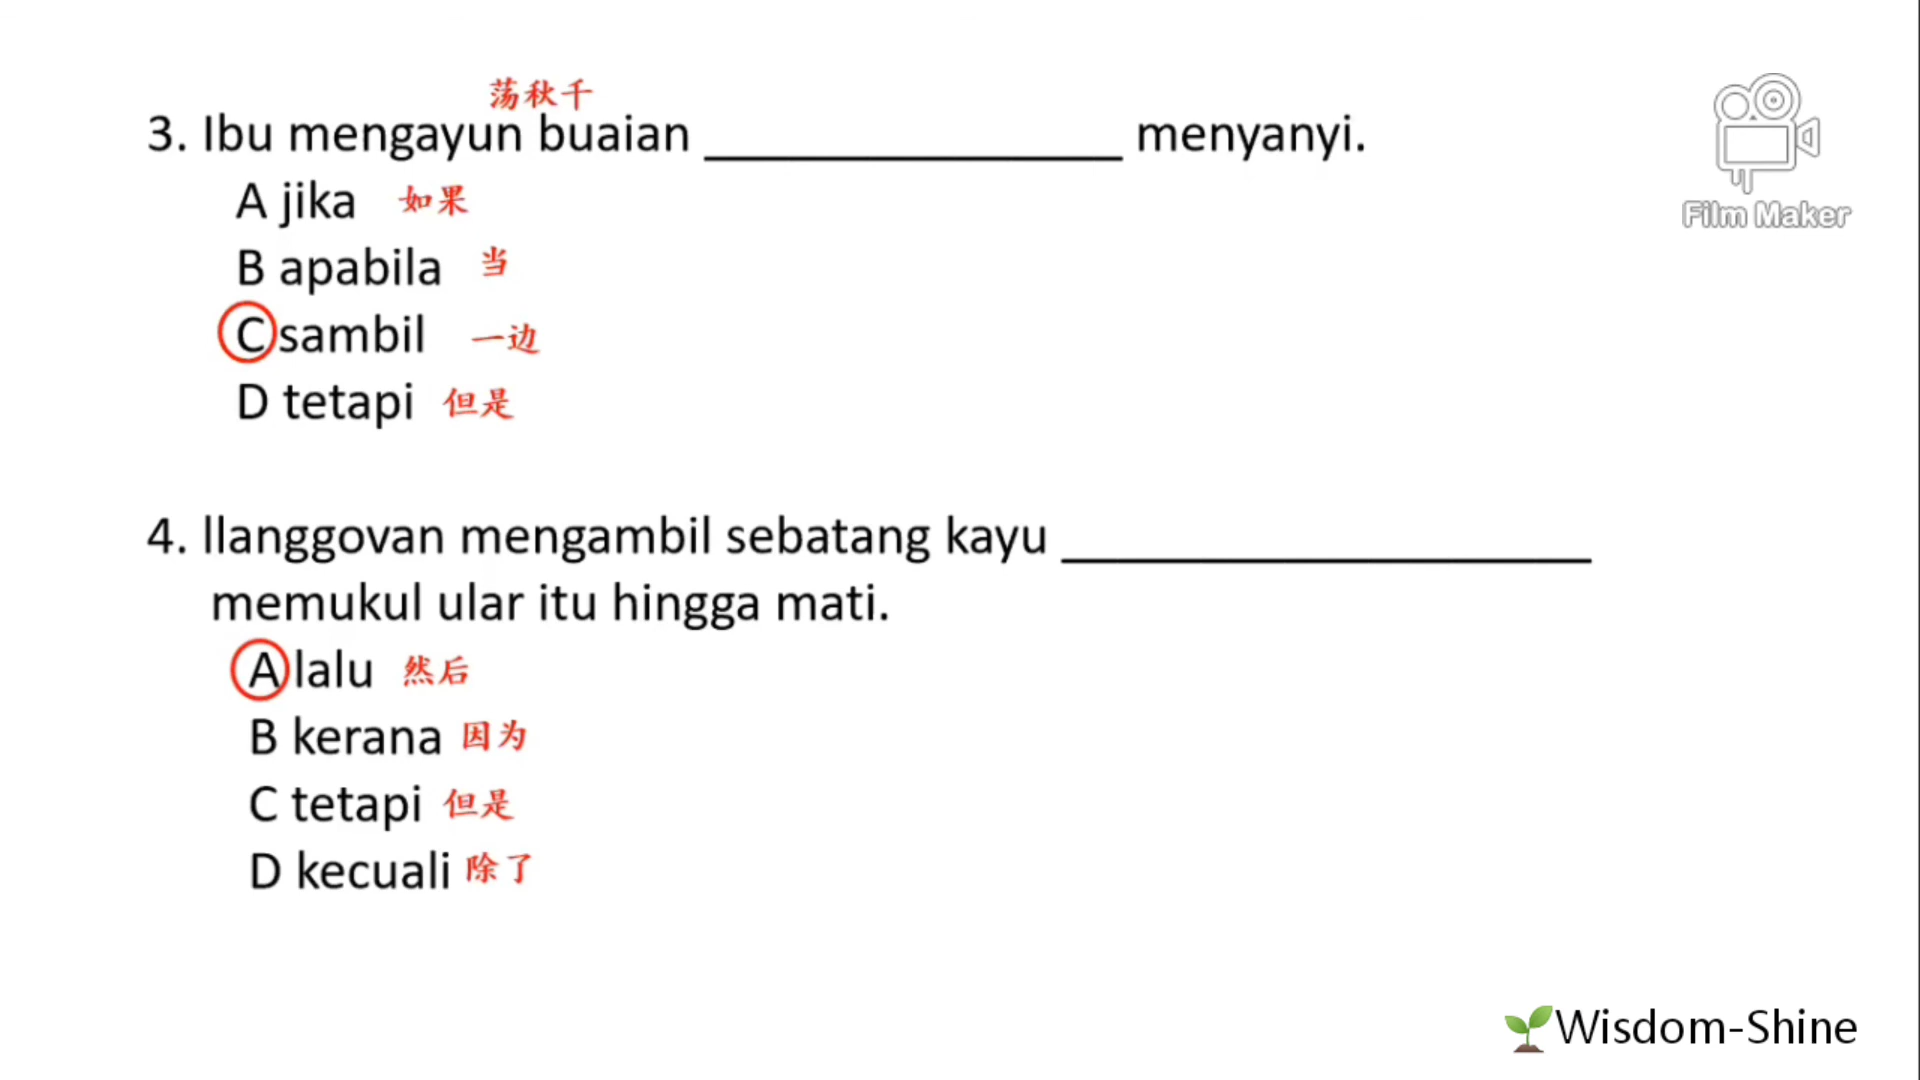 荡秋千
3. Ibu mengayun buaian ________________ menyanyi.
A jika 如果
B apabila 当
C sambil 一边
D tetapi 但是
4. llanggovan mengambil sebatang kayu ____________________
memukul ular itu hingga mati.
A lalu 然后
B kerana 因为
C tetapi 但是
D kecuali 除了
Film Maker
Wisdom-Shine